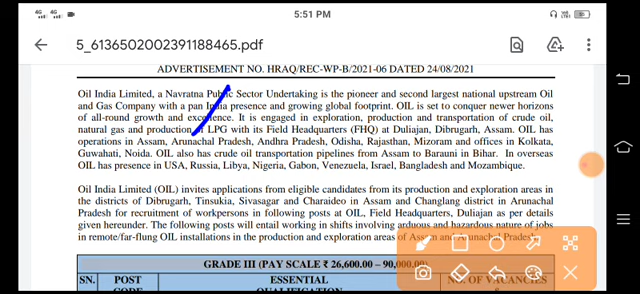 4G 4G 5:51 PM
5_6136502002391188465.pdf
ADVERTISEMENT NO. HRAQ/REC-WP-B/2021-06 DATED 24/08/2021
Oil India Limited, a Navratna Public Sector Undertaking is the pioneer and second largest national upstream Oil
and Gas Company with a pan India presence and growing global footprint. OIL is set to conquer newer horizons
of all-round growth and excellence. It is engaged in exploration, production and transportation of crude oil,
natural gas and production of LPG with its Field Headquarters (FHQ) at Duliajan, Dibrugarh, Assam. OIL has
operations in Assam, Arunachal Pradesh, Andhra Pradesh, Odisha, Rajasthan, Mizoram and offices in Kolkata,
Guwahati, Noida. OIL also has crude oil transportation pipelines from Assam to Barauni in Bihar. In overseas
OIL has presence in USA, Russia, Libya, Nigeria, Gabon, Venezuela, Israel, Bangladesh and Mozambique.
Oil India Limited (OIL) invites applications from eligible candidates from its production and exploration areas in
the districts of Dibrugarh, Tinsukia, Sivasagar and Charaideo in Assam and Changlang district in Arunachal
Pradesh for recruitment of workpersons in following posts at OIL, Field Headquarters, Duliajan as per details
given hereunder. The following posts will entail working in shifts involving arduous and hazardous nature of jobs
in remote/far-flung OIL installations in the production and exploration areas of Assam and Arunachal Pradesh.
GRADE III (PAY SCALE ₹ 26,600.00 – 90,000.00)
SN. POST ESSENTIAL NO. OF VACANCIES